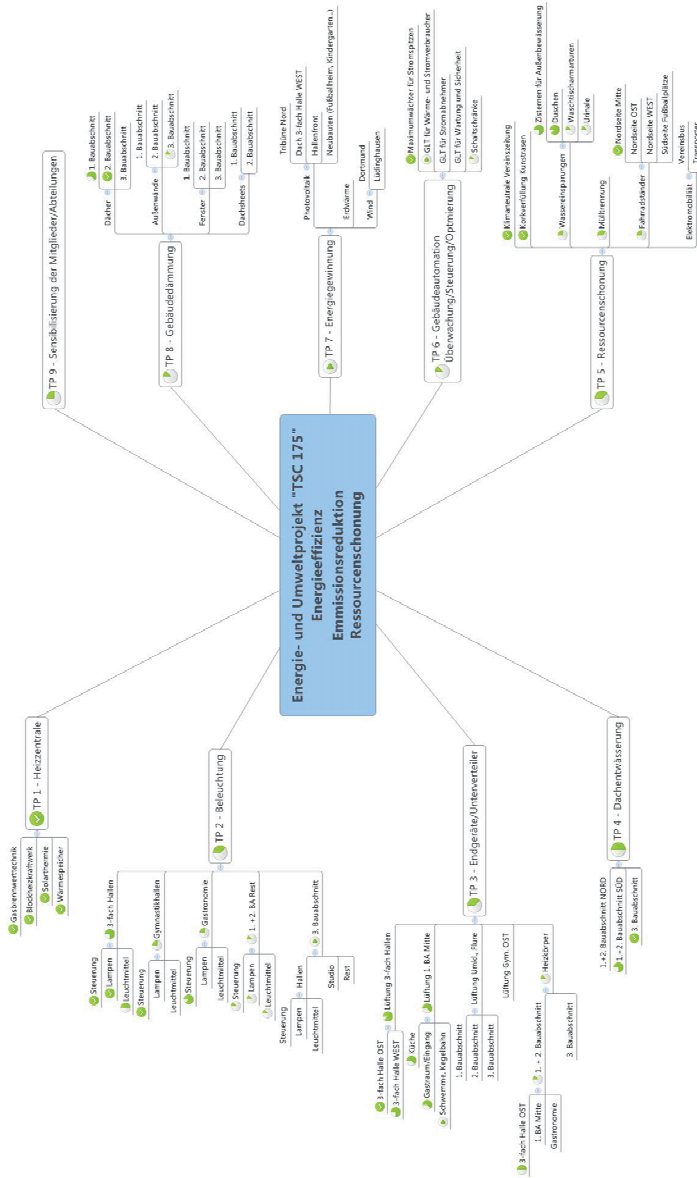 Energie- und Umweltprojekt "TSC 175"
Energieeffizienz
Emmissionsreduktion
Ressourcenschonung
TP 1 - Heizzentrale
Gasbrennwerttechnik
Blockheizkraftwerk
Solarthermie
Wärmespeicher
TP 2 - Beleuchtung
3-fach Hallen
Steuerung
Lampen
Leuchtmittel
Gymnastikhallen
Steuerung
Lampen
Leuchtmittel
Gastronomie
Steuerung
Lampen
Leuchtmittel
1. +2. BA Rest
Steuerung
Lampen
Leuchtmittel
3. Bauabschnitt
Hallen
Steuerung
Lampen
Leuchtmittel
Studio
Rest
TP 3 - Endgeräte/Unterverteiler
Lüftung 3-fach Hallen
3-fach Halle OST
3-fach Halle WEST
Lüftung 1. BA Mitte
Küche
Gastraum/Eingang
Schwemme, Kegelbahn
Lüftung Umkl., Flure
1. Bauabschnitt
2. Bauabschnitt
3. Bauabschnitt
Lüftung Gym. OST
Heizkörper
1. + 2. Bauabschnitt
3-fach Halle OST
1. BA Mitte
Gastronomie
3. Bauabschnitt
TP 4 - Dachentwässerung
1.+2. Bauabschnitt NORD
1.+2. Bauabschnitt SÜD
3. Bauabschnitt
TP 9 - Sensibilisierung der Mitglieder/Abteilungen
TP 8 - Gebäudedämmung
Dächer
1. Bauabschnitt
2. Bauabschnitt
3. Bauabschnitt
Außenwände
1. Bauabschnitt
2. Bauabschnitt
3. Bauabschnitt
Fenster
1. Bauabschnitt
2. Bauabschnitt
3. Bauabschnitt
Dachsheets
1. Bauabschnitt
2. Bauabschnitt
TP 7 - Energiegewinnung
Photovoltaik
Tribüne Nord
Dach 3-fach Halle WEST
Hallenfront
Neubauten (Fußballheim, Kindergarten...)
Erdwärme
Wind
Dortmund
Lüdinghausen
TP 6 - Gebäudeautomation
Überwachung/Steuerung/Optmierung
Maximumwächter für Stromspitzen
GLT für Wärme- und Stromverbraucher
GLT für Stromabnehmer
GLT für Wartung und Sicherheit
Schaltschränke
TP 5 - Ressourcenschonung
Klimaneutrale Vereinszeitung
Korkverfüllung Kunstrasen
Wassereinsparungen
Zisternen für Außenbewässerung
Duschen
Waschtischarmarturen
Urinale
Mülltrennung
Fahrradständer
Nordseite Mitte
Nordseite OST
Nordseite WEST
Südseite Fußballplätze
Elektromobilität
Vereinsbus
Transporter